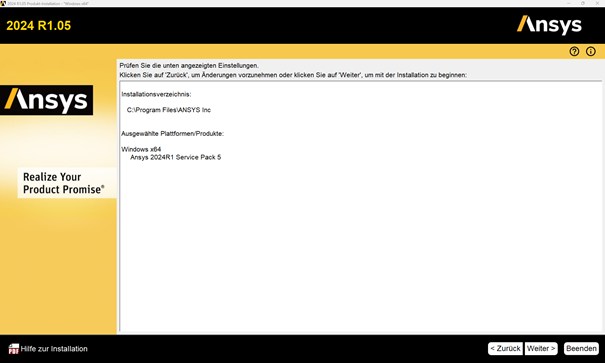 2024 R1.05 Produkt-Installation - "Windows x64"
2024 R1.05
Ansys
Prüfen Sie die unten angezeigten Einstellungen.
Klicken Sie auf 'Zurück', um Änderungen vorzunehmen oder klicken Sie auf 'Weiter', um mit der Installation zu beginnen:
Ansys
Installationsverzeichnis:
C:\Program Files\ANSYS Inc
Ausgewählte Plattformen/Produkte:
Windows x64
Ansys 2024R1 Service Pack 5
Realize Your
Product Promise®
PDF Hilfe zur Installation
< Zurück Weiter > Beenden